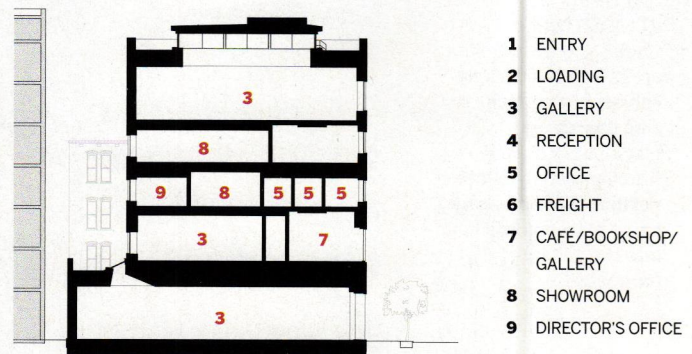 3
8
9 8 5 5 5
3 7
3
1 ENTRY
2 LOADING
3 GALLERY
4 RECEPTION
5 OFFICE
6 FREIGHT
7 CAFÉ/BOOKSHOP/
GALLERY
8 SHOWROOM
9 DIRECTOR'S OFFICE